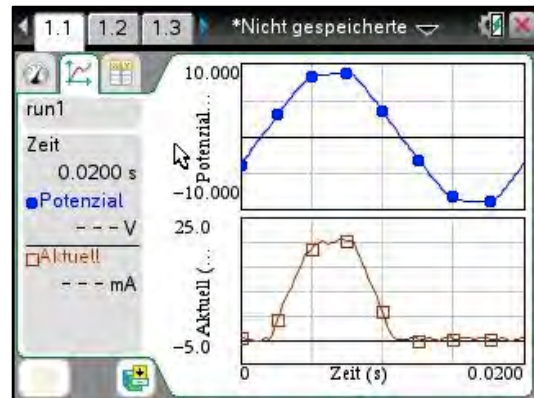 1.1 1.2 1.3 *Nicht gespeicherte
run1
Zeit
0.0200 s
Potenzial
- - - V
Aktuell
- - - mA
10.000
Potenzial...
-10.000
25.0
Aktuell (...
-5.0
0 Zeit (s) 0.0200